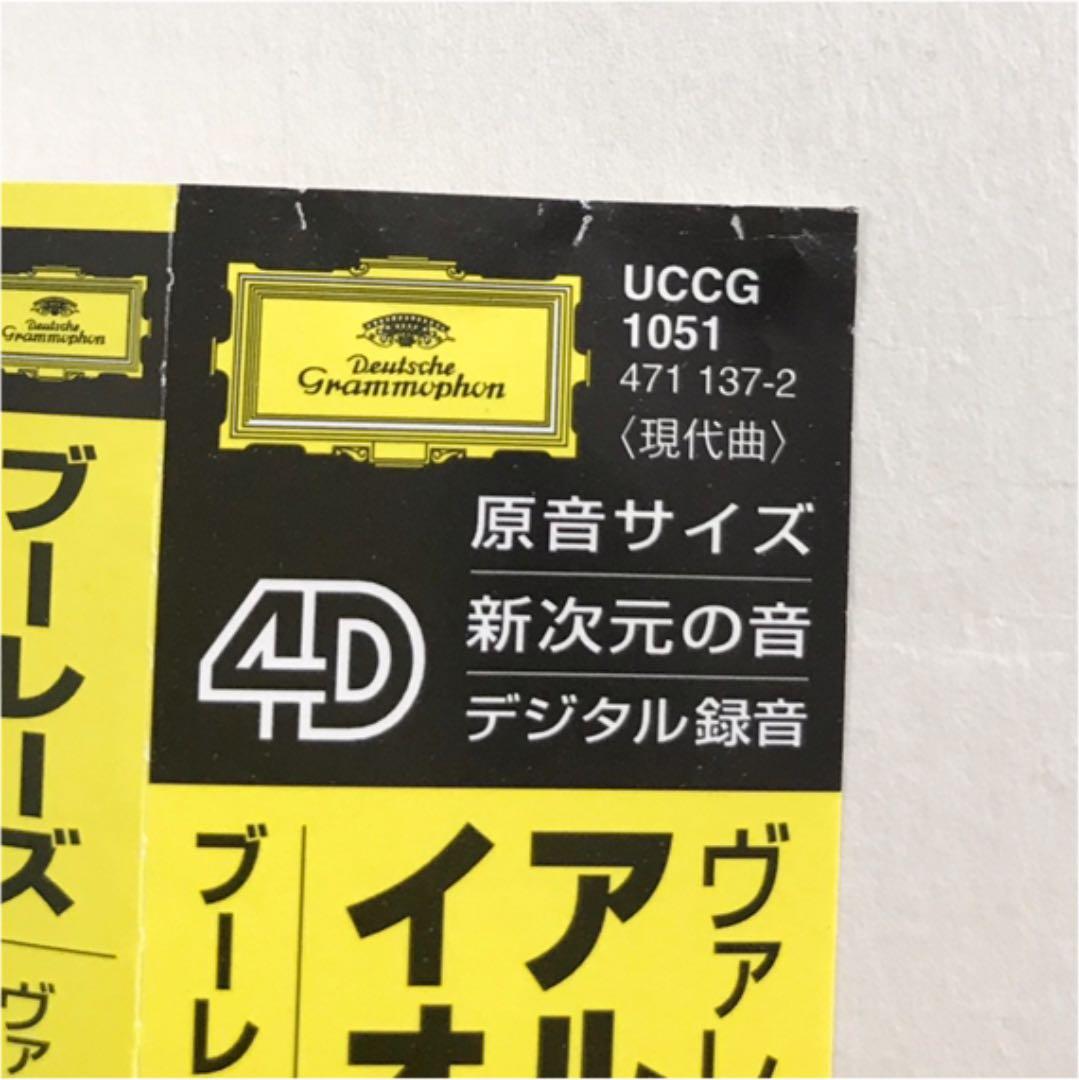 Deutsche
Grammophon
ブーレーズ
ヴァ
Deutsche
Grammophon
UCCG
1051
471 137-2
〈現代曲〉
4D
原音サイズ
新次元の音
デジタル録音
ヴァレ
アル
イオ
ブーレ